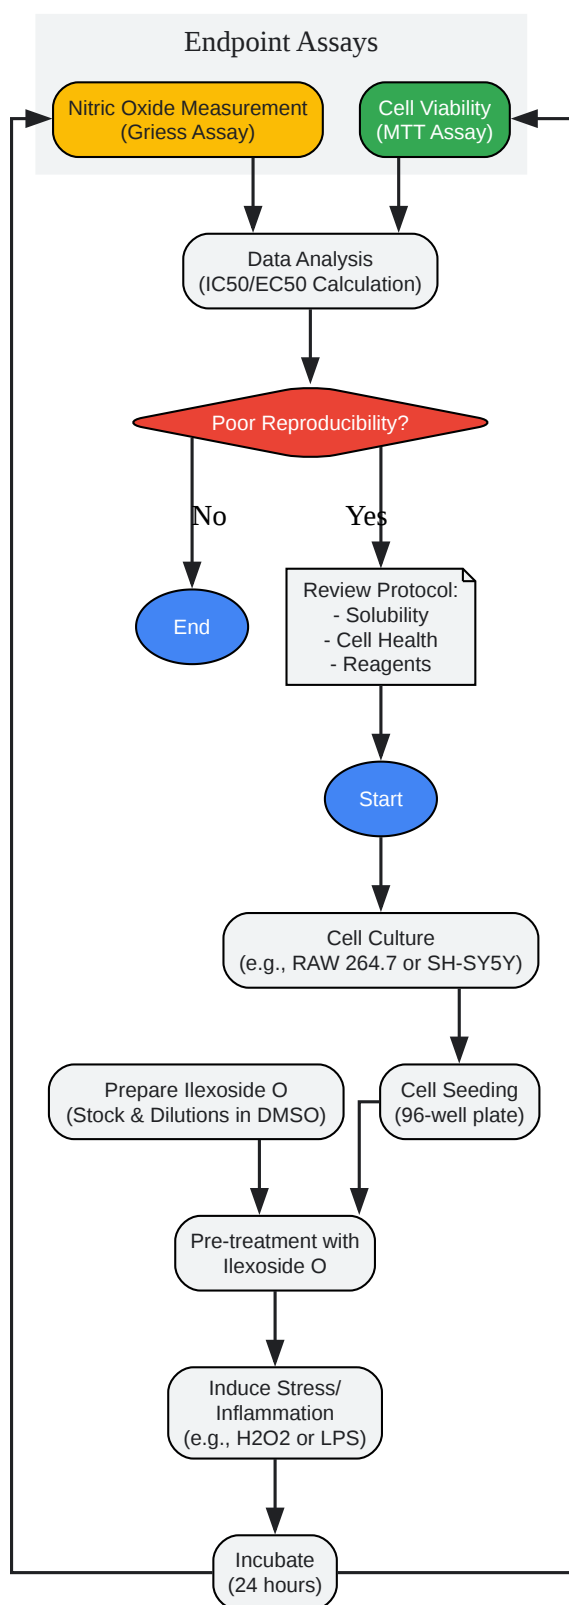 Endpoint Assays
Nitric Oxide Measurement
(Griess Assay)
Cell Viability
(MTT Assay)
Data Analysis
(IC50/EC50 Calculation)
Poor Reproducibility?
No
Yes
End
Review Protocol:
- Solubility
- Cell Health
- Reagents
Start
Cell Culture
(e.g., RAW 264.7 or SH-SY5Y)
Prepare Ilexoside O
(Stock & Dilutions in DMSO)
Cell Seeding
(96-well plate)
Pre-treatment with
Ilexoside O
Induce Stress/
Inflammation
(e.g., H2O2 or LPS)
Incubate
(24 hours)